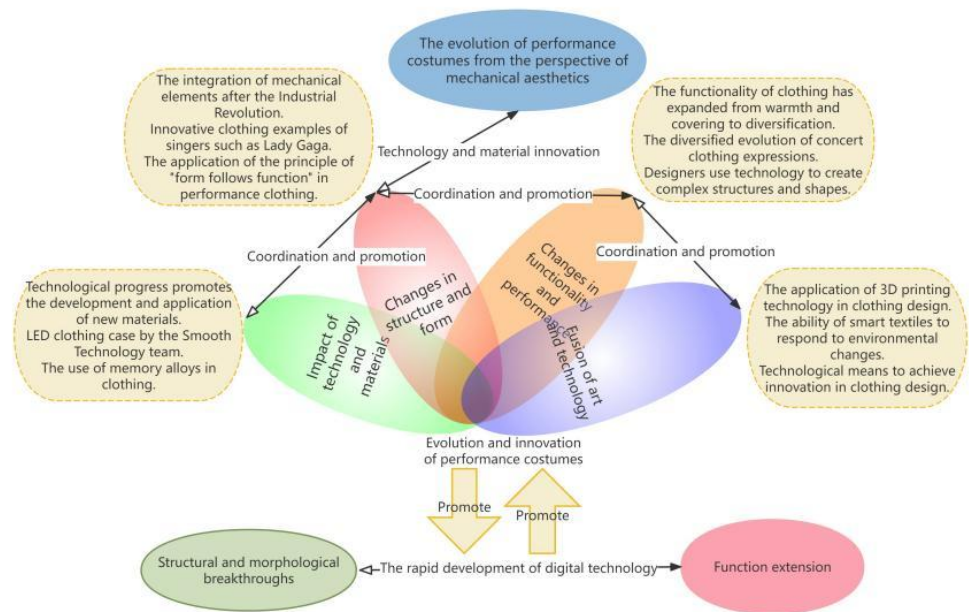 The evolution of performance
costumes from the perspective of
mechanical aesthetics
The integration of mechanical
elements after the Industrial
Revolution.
Innovative clothing examples of
singers such as Lady Gaga.
The application of the principle of
"form follows function" in
performance clothing.
The functionality of clothing has
expanded from warmth and
covering to diversification.
The diversified evolution of concert
clothing expressions.
Designers use technology to create
complex structures and shapes.
Technology and material innovation
Coordination and promotion
Coordination and promotion
Coordination and promotion
Technological progress promotes
the development and application
of new materials.
LED clothing case by the Smooth
Technology team.
The use of memory alloys in
clothing.
Impact of
technology
and
materials
Changes in
structure and
form
Changes in
functionality
and
performance
Fusion of art
and technology
The application of 3D printing
technology in clothing design.
The ability of smart textiles to
respond to environmental
changes.
Technological means to achieve
innovation in clothing design.
Evolution and innovation
of performance costumes
Promote
Promote
Structural and morphological
breakthroughs
The rapid development of digital technology
Function extension